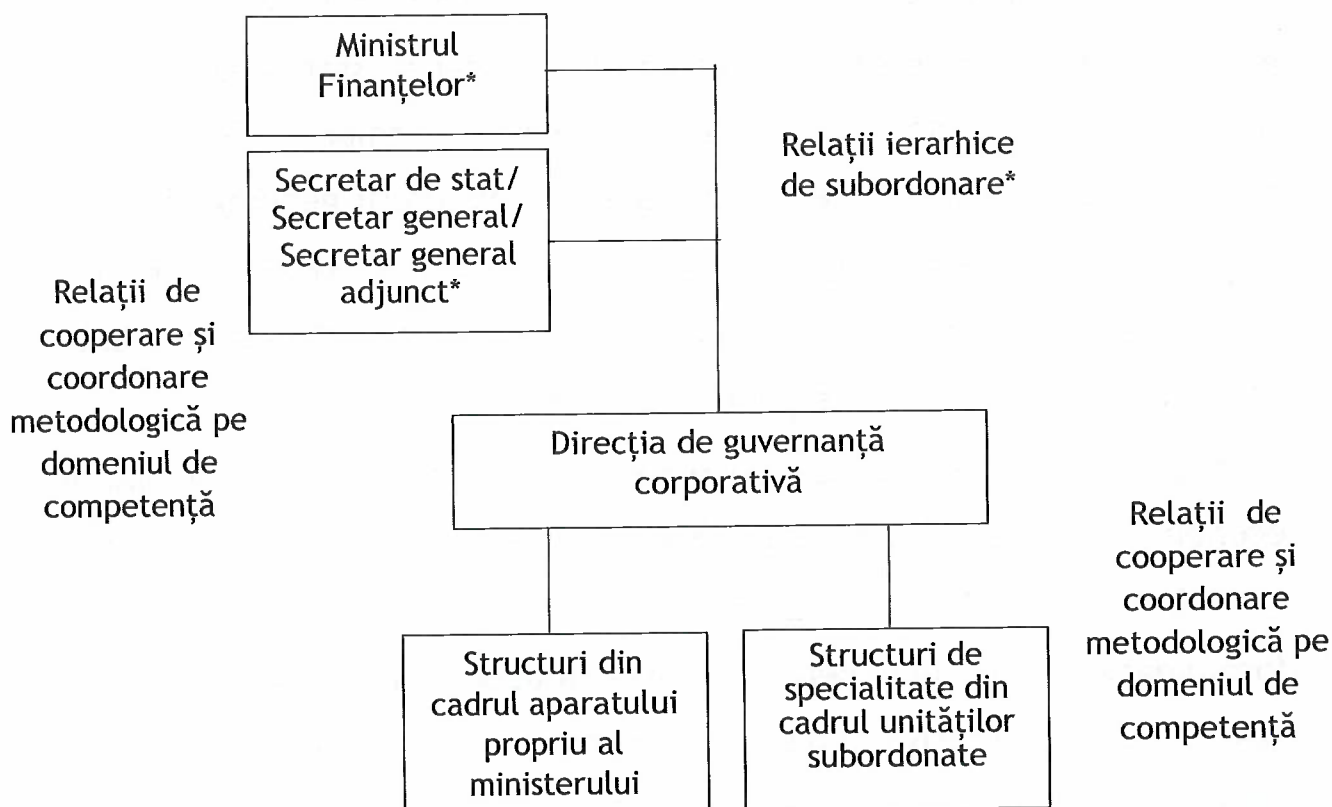 Ministrul
Finanțelor*
Relații ierarhice
de subordonare*
Secretar de stat/
Secretar general/
Secretar general
adjunct*
Relații de
cooperare și
coordonare
metodologică pe
domeniul de
competență
Direcția de guvernanță
corporativă
Relații de
cooperare și
coordonare
metodologică pe
domeniul de
competență
Structuri din
cadrul aparatului
propriu al
ministerului
Structuri de
specialitate din
cadrul unităților
subordonate